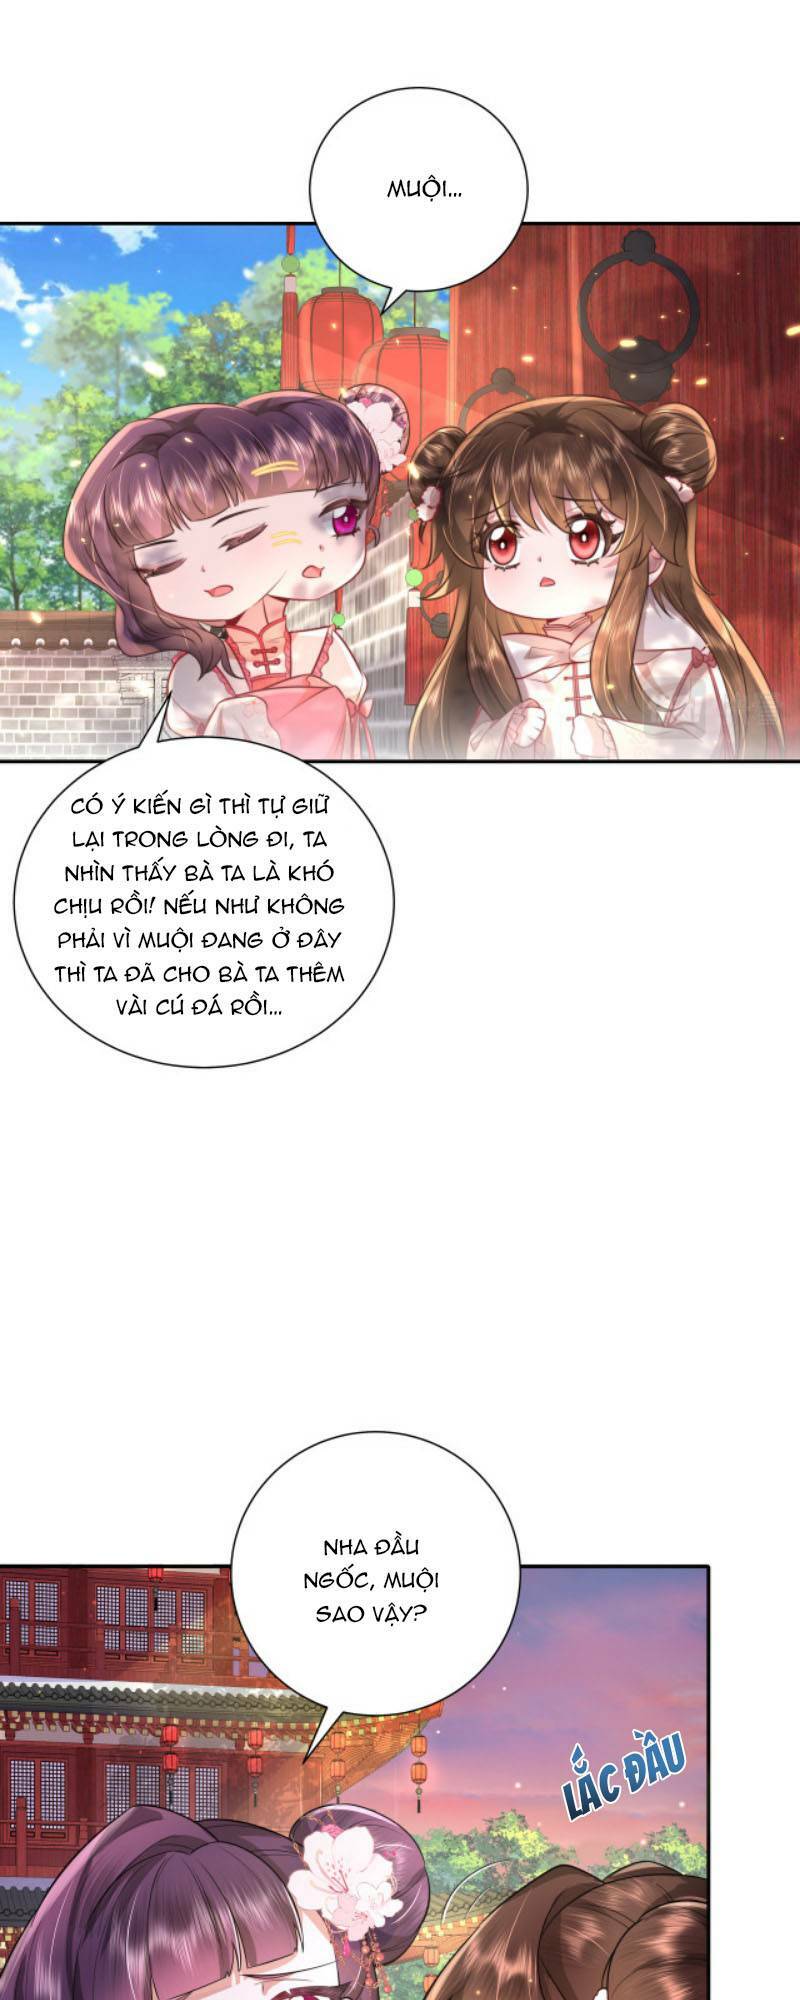 MUỘI...
CÓ Ý KIẾN GÌ THÌ TỰ GIỮ
LẠI TRONG LÒNG ĐI, TA
NHÌN THẤY BÀ TA LÀ KHÓ
CHỊU RỒI! NẾU NHƯ KHÔNG
PHẢI VÌ MUỘI ĐANG Ở ĐÂY
THÌ TA ĐÃ CHO BÀ TA THÊM
VÀI CÚ ĐÁ RỒI...
NHA ĐẦU
NGỐC, MUỘI
SAO VẬY?
LẮC ĐẦU